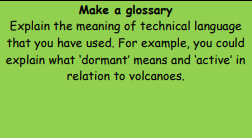 Make a glossary
Explain the meaning of technical language
that you have used. For example, you could
explain what ‘dormant’ means and ‘active’ in
relation to volcanoes.